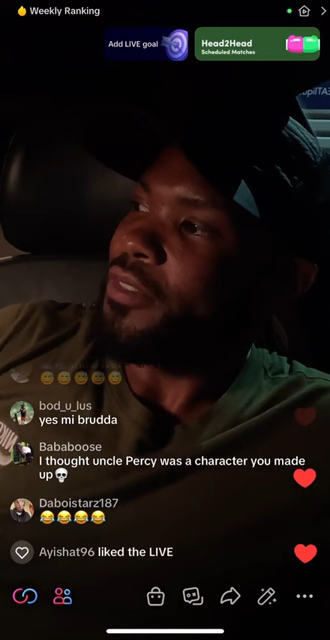 Weekly Ranking
Add LIVE goal
Head2Head
Scheduled Matches
bod_u_lus
yes mi brudda
Bababoose
I thought uncle Percy was a character you made
up💀
Daboistarz187
😂😂😂😂
Ayishat96 liked the LIVE